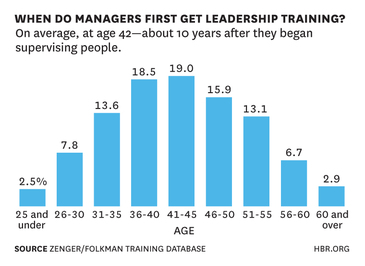 WHEN DO MANAGERS FIRST GET LEADERSHIP TRAINING?
On average, at age 42—about 10 years after they began
supervising people.
2.5%
7.8
13.6
18.5
19.0
15.9
13.1
6.7
2.9
25 and 26-30 31-35 36-40 41-45 46-50 51-55 56-60 60 and
under over
AGE
SOURCE ZENGER/FOLKMAN TRAINING DATABASE HBR.ORG